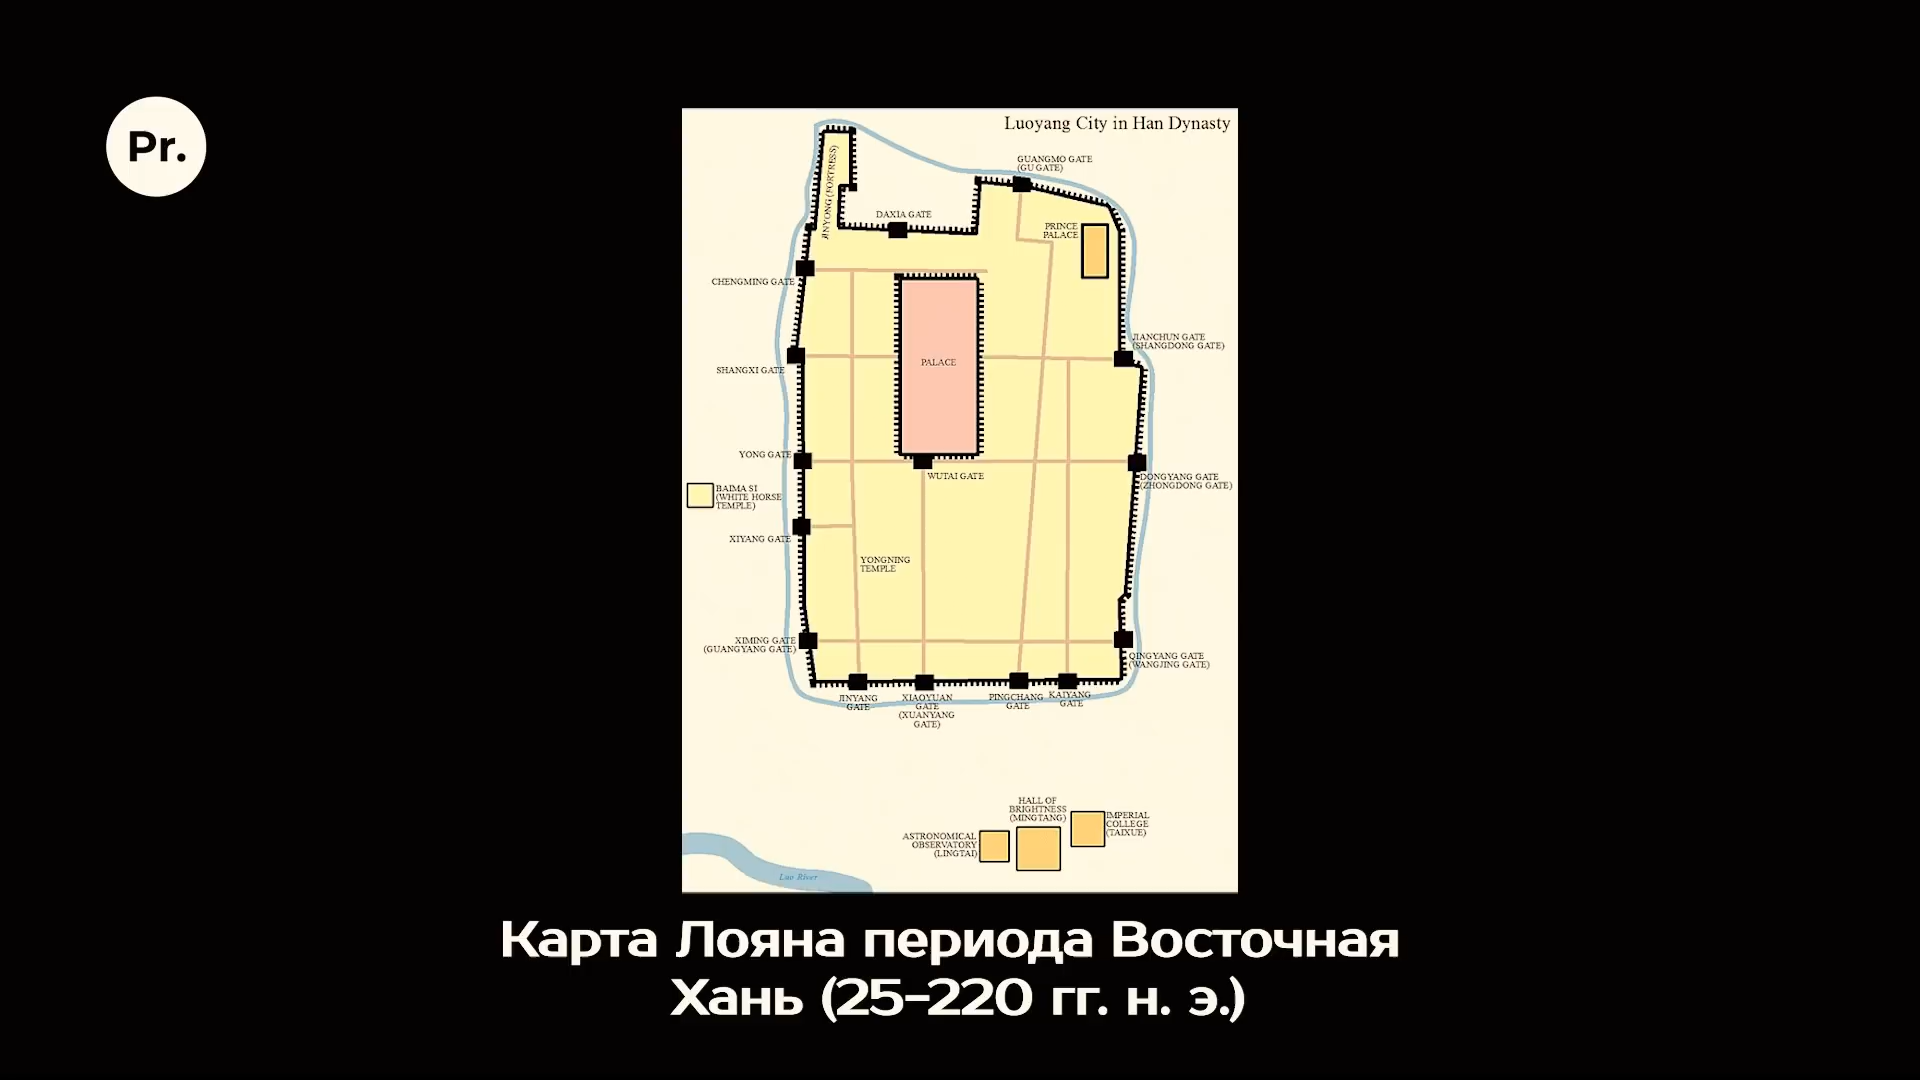 Pr.
Luoyang City in Han Dynasty
GUANGMO GATE
(GU GATE)
JINYONG (FORTRESS)
DAXIA GATE
PRINCE
PALACE
CHENGMING GATE
JIANCHUN GATE
(SHANGDONG GATE)
PALACE
SHANGXI GATE
YONG GATE
WUTAI GATE
DONGYANG GATE
(ZHONGDONG GATE)
BAIMA SI
(WHITE HORSE
TEMPLE)
XIYANG GATE
YONGNING
TEMPLE
XIMING GATE
(GUANGYANG GATE)
QINGYANG GATE
(WANGJING GATE)
JINYANG
GATE
XIAOYUAN
GATE
(XUANYANG
GATE)
PINGCHANG
GATE
KAIYANG
GATE
HALL OF
BRIGHTNESS
(MINGTANG)
IMPERIAL
COLLEGE
(TAIXUE)
ASTRONOMICAL
OBSERVATORY
(LINGTAI)
Luo River
Карта Лояна периода Восточная
Хань (25–220 гг. н. э.)